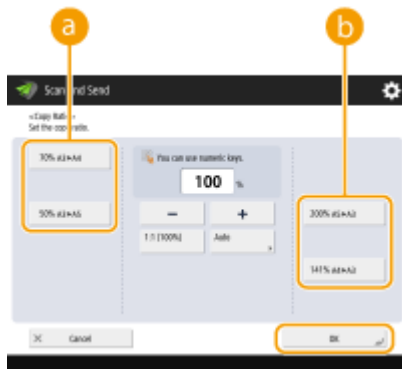 a
b
Scan and Send
<Copy Ratio>
Set the copy ratio.
70% A3►A4
You can use numeric keys.
100 %
50% A3►A5
−
+
200% A5►A3
1:1 (100%)
Auto
141% A4►A3
Cancel
OK